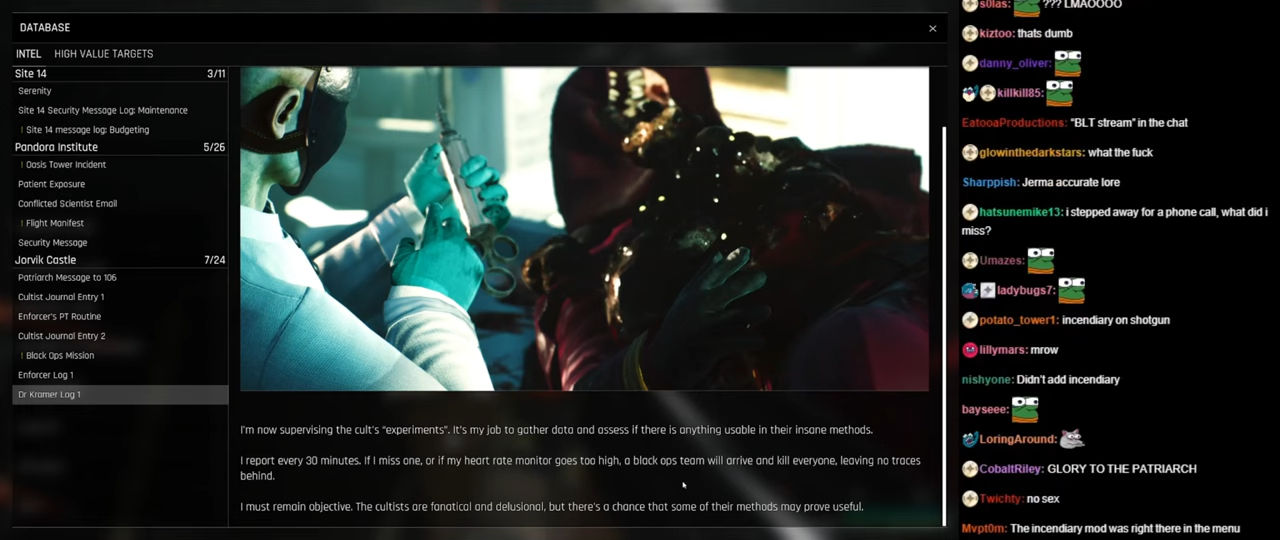 DATABASE
INTEL HIGH VALUE TARGETS
Site 14 3/11
Serenity
Site 14 Security Message Log: Maintenance
! Site 14 message log: Budgeting
Pandora Institute 5/26
! Oasis Tower Incident
Patient Exposure
Conflicted Scientist Email
! Flight Manifest
Security Message
Jorvik Castle 7/24
Patriarch Message to 106
Cultist Journal Entry 1
Enforcer's PT Routine
Cultist Journal Entry 2
! Black Ops Mission
Enforcer Log 1
Dr Kramer Log 1
I'm now supervising the cult's "experiments". It's my job to gather data and assess if there is anything usable in their insane methods.
I report every 30 minutes. If I miss one, or if my heart rate monitor goes too high, a black ops team will arrive and kill everyone, leaving no traces
behind.
I must remain objective. The cultists are fanatical and delusional, but there's a chance that some of their methods may prove useful.
s0las: ??? LMAOOOO
kiztoo: thats dumb
danny_oliver:
killkill85:
EatooaProductions: "BLT stream" in the chat
glowinthedarkstars: what the fuck
Sharppish: Jerma accurate lore
hatsunemike13: i stepped away for a phone call, what did i
miss?
Umazes:
ladybugs7:
potato_tower1: incendiary on shotgun
lillymars: mrow
nishyone: Didn't add incendiary
bayseee:
LoringAround:
CobaltRiley: GLORY TO THE PATRIARCH
Twichty: no sex
Mvpt0m: The incendiary mod was right there in the menu